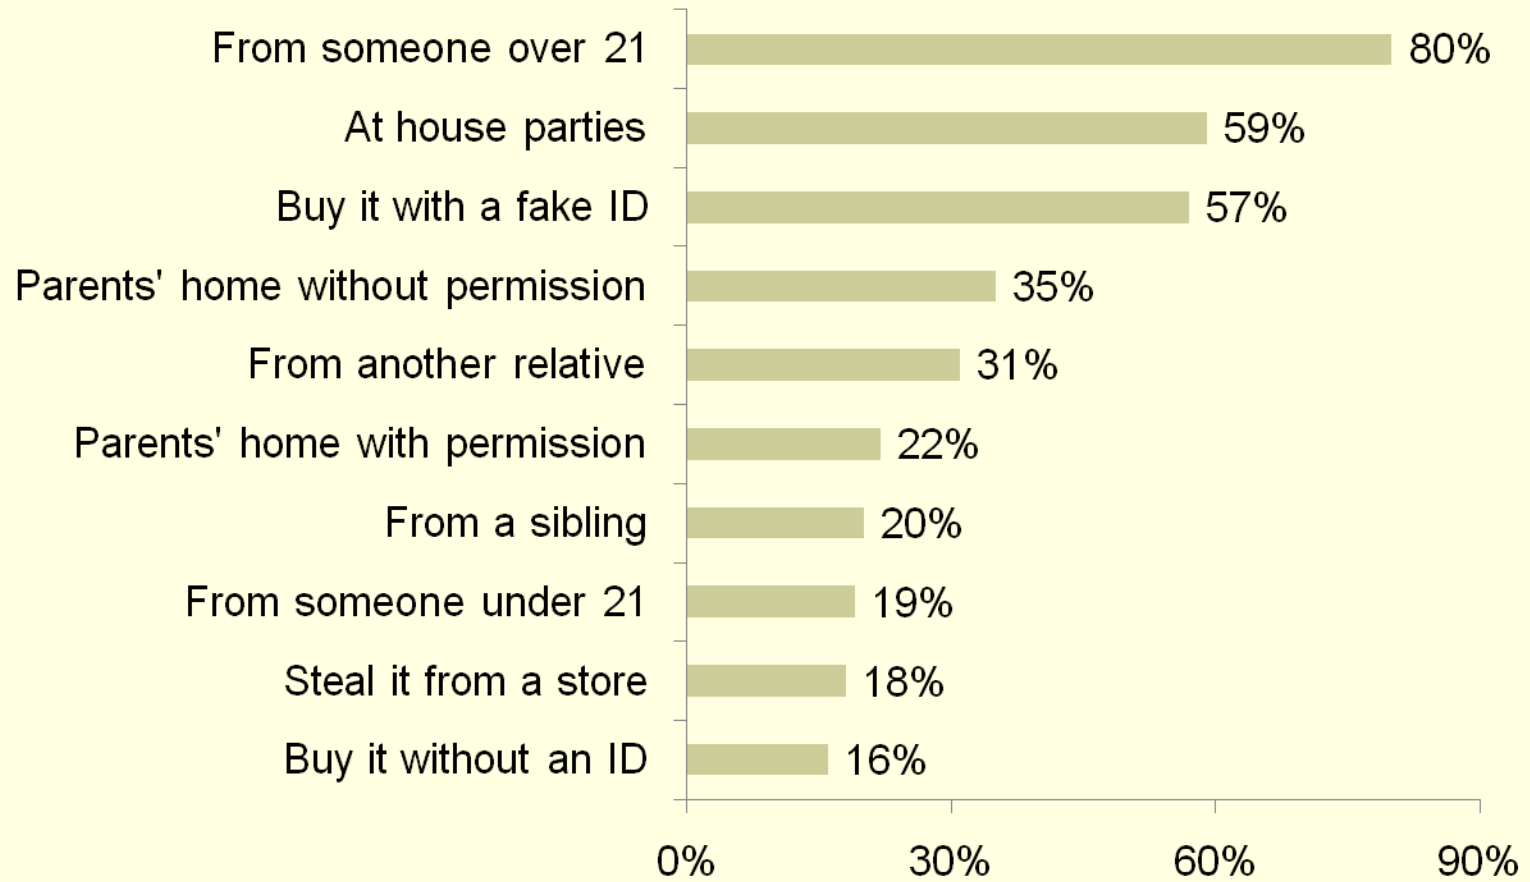 From someone over 21 80%
At house parties 59%
Buy it with a fake ID 57%
Parents' home without permission 35%
From another relative 31%
Parents' home with permission 22%
From a sibling 20%
From someone under 21 19%
Steal it from a store 18%
Buy it without an ID 16%
0% 30% 60% 90%